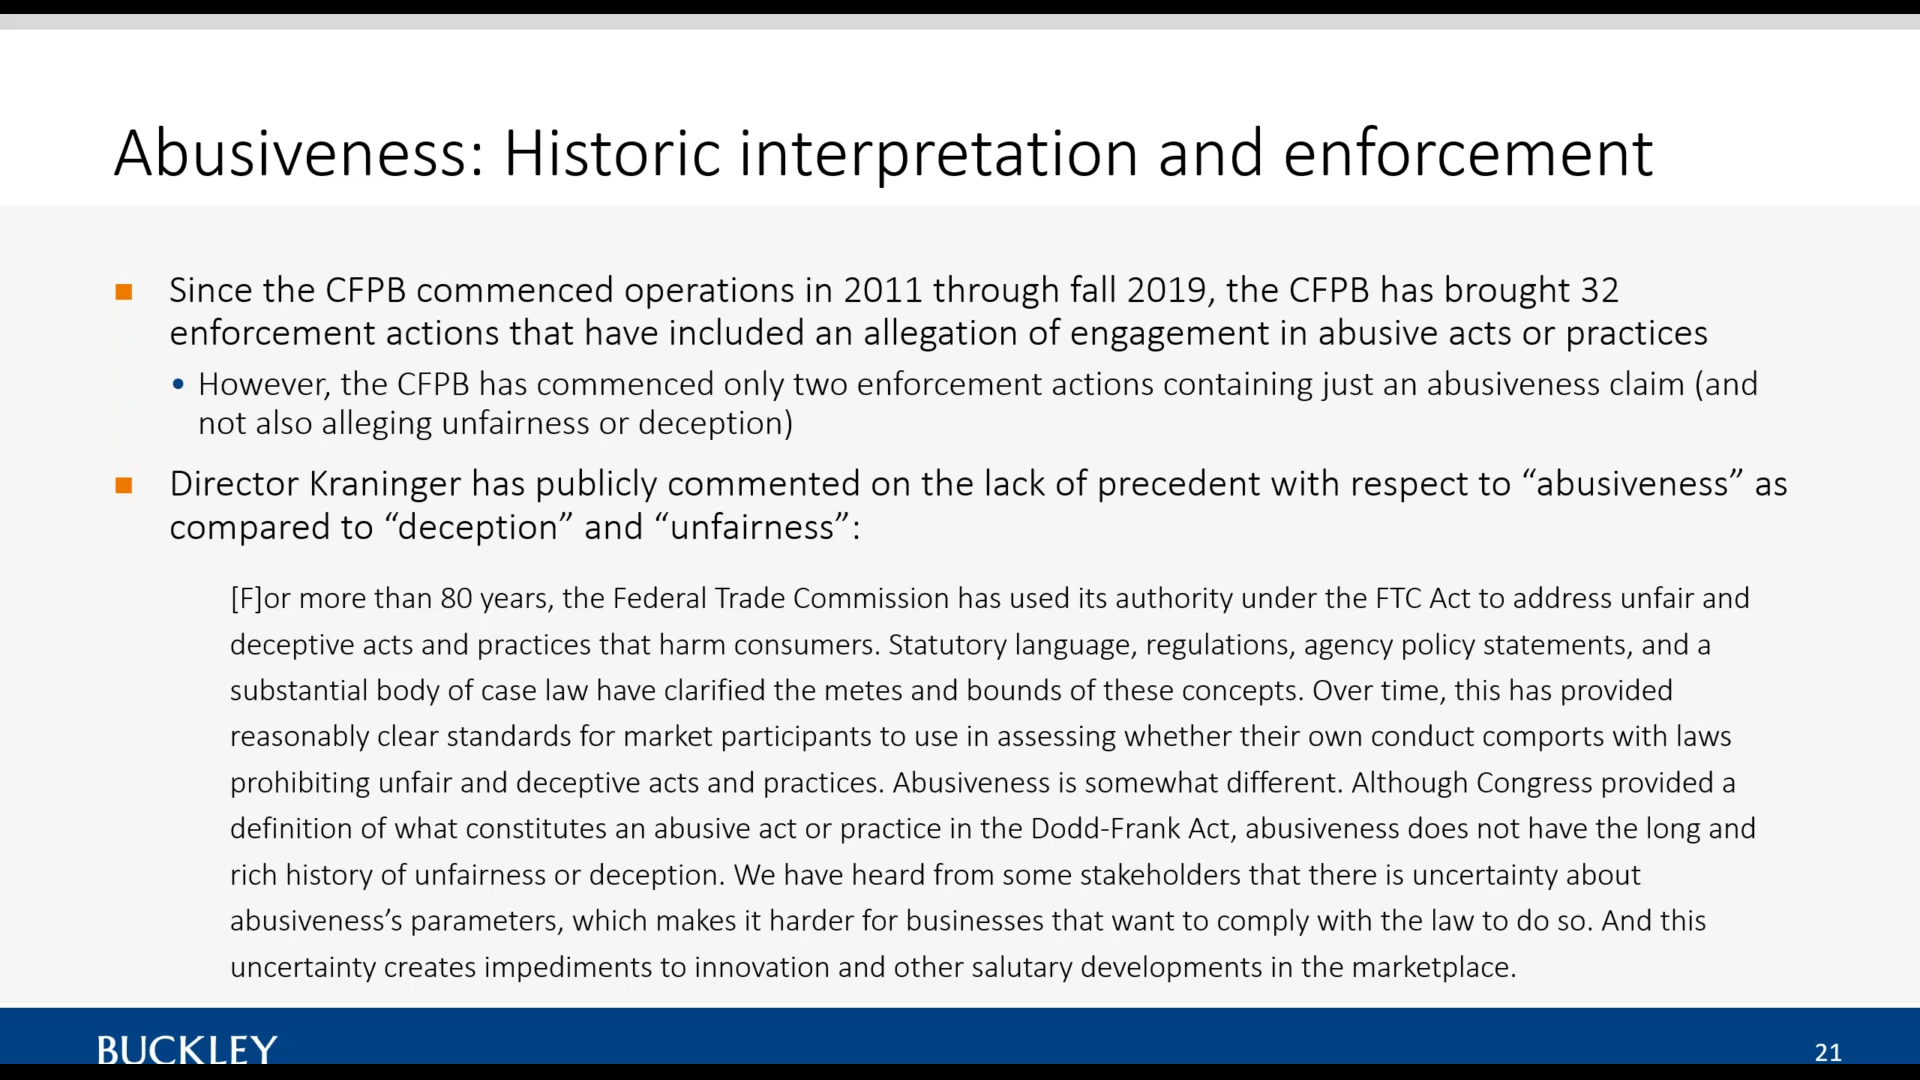 Abusiveness: Historic interpretation and enforcement
Since the CFPB commenced operations in 2011 through fall 2019, the CFPB has brought 32
enforcement actions that have included an allegation of engagement in abusive acts or practices
However, the CFPB has commenced only two enforcement actions containing just an abusiveness claim (and
not also alleging unfairness or deception)
Director Kraninger has publicly commented on the lack of precedent with respect to “abusiveness” as
compared to “deception” and “unfairness”:
[F]or more than 80 years, the Federal Trade Commission has used its authority under the FTC Act to address unfair and
deceptive acts and practices that harm consumers. Statutory language, regulations, agency policy statements, and a
substantial body of case law have clarified the metes and bounds of these concepts. Over time, this has provided
reasonably clear standards for market participants to use in assessing whether their own conduct comports with laws
prohibiting unfair and deceptive acts and practices. Abusiveness is somewhat different. Although Congress provided a
definition of what constitutes an abusive act or practice in the Dodd-Frank Act, abusiveness does not have the long and
rich history of unfairness or deception. We have heard from some stakeholders that there is uncertainty about
abusiveness’s parameters, which makes it harder for businesses that want to comply with the law to do so. And this
uncertainty creates impediments to innovation and other salutary developments in the marketplace.
BUCKLEY
21